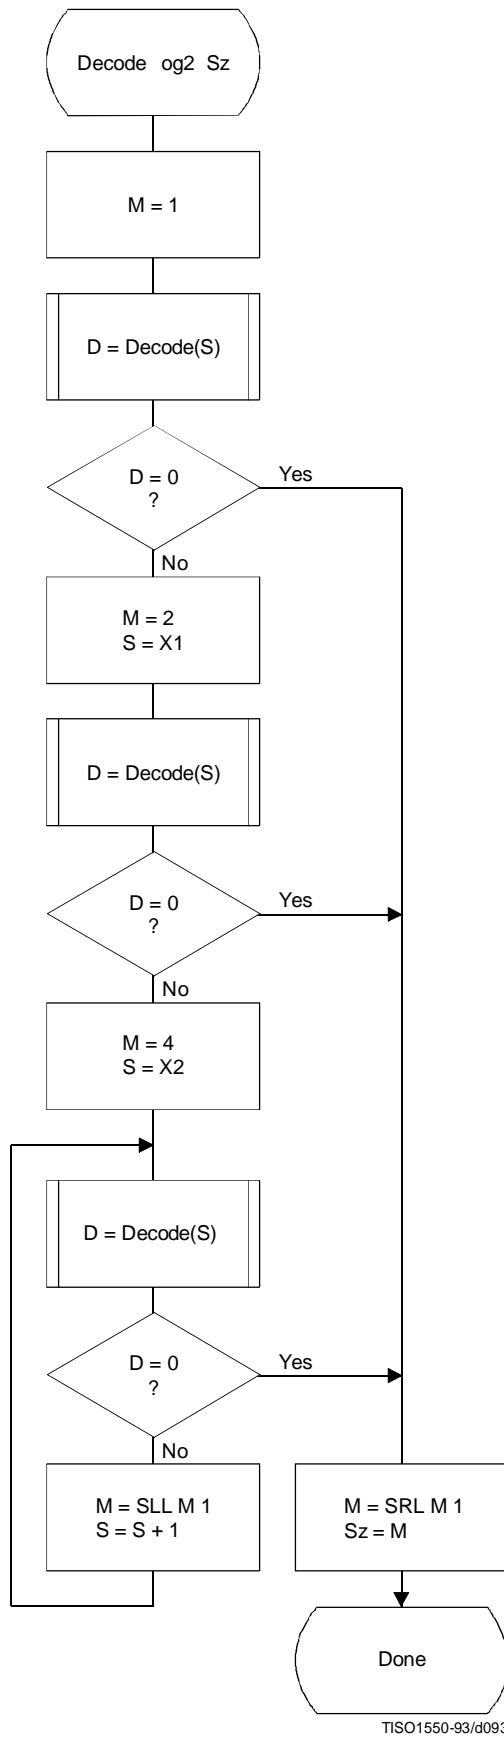 Decode og2 Sz
M = 1
D = Decode(S)
D = 0
?
Yes
No
M = 2
S = X1
D = Decode(S)
D = 0
?
Yes
No
M = 4
S = X2
D = Decode(S)
D = 0
?
Yes
No
M = SLL M 1
S = S + 1
M = SRL M 1
Sz = M
Done
TISO1550-93/d093